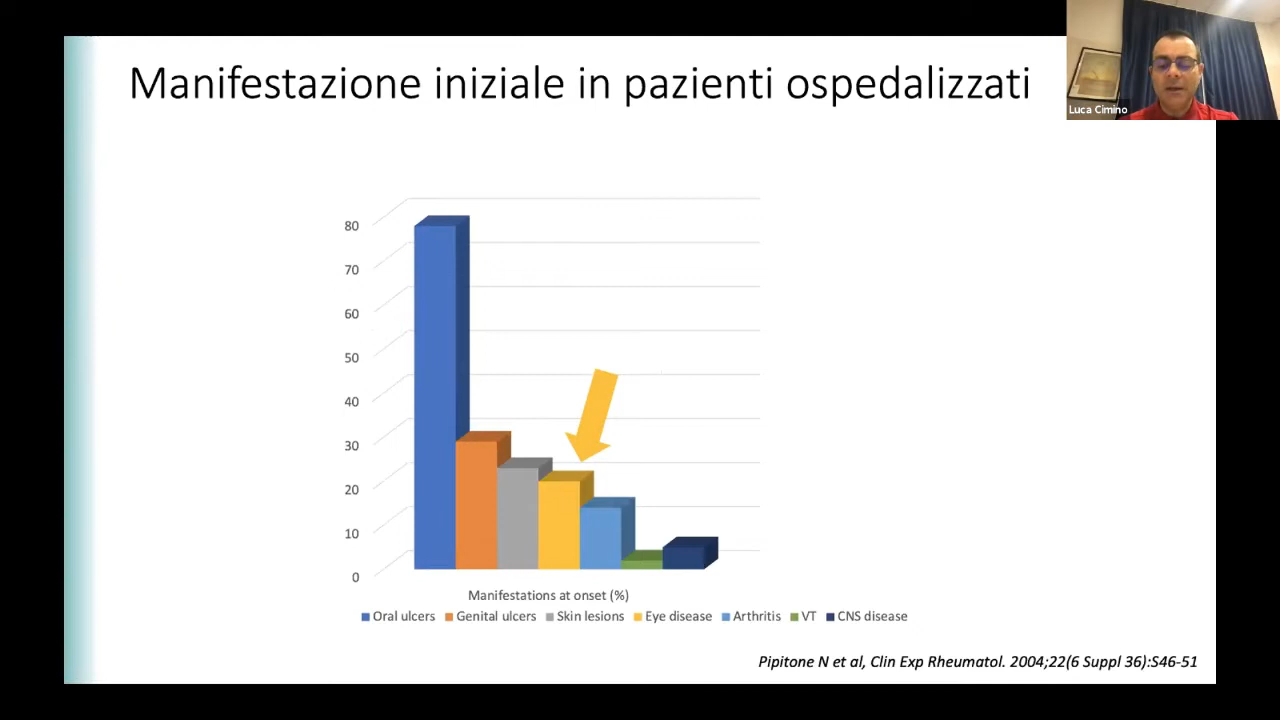 Manifestazione iniziale in pazienti ospedalizzati
Luca Cimino
80
70
60
50
40
30
20
10
0
Manifestations at onset (%)
Oral ulcers Genital ulcers Skin lesions Eye disease Arthritis VT CNS disease
Pipitone N et al, Clin Exp Rheumatol. 2004;22(6 Suppl 36):S46-51